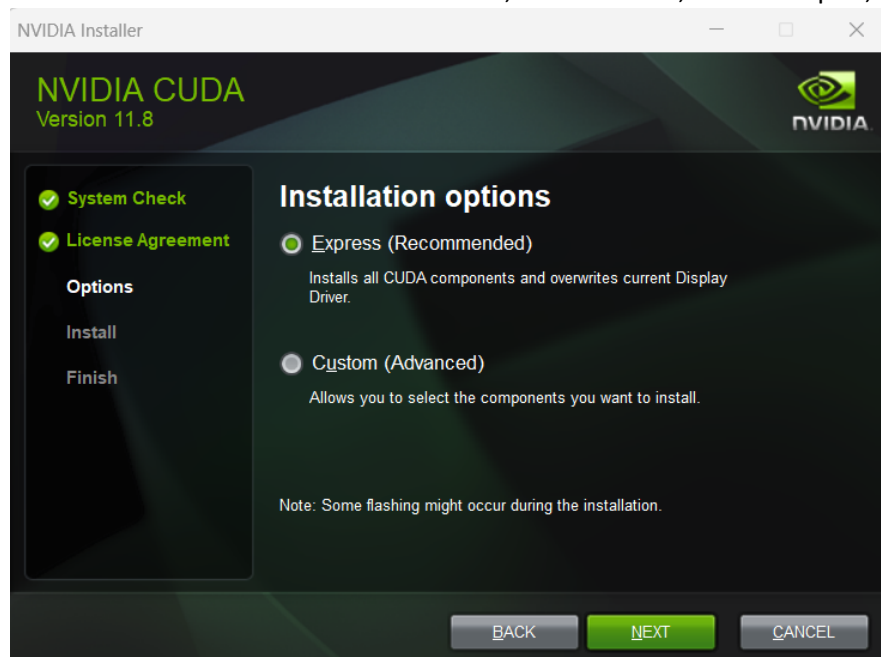 NVIDIA Installer
NVIDIA CUDA
Version 11.8
NVIDIA.
System Check
License Agreement
Options
Install
Finish
Installation options
Express (Recommended)
Installs all CUDA components and overwrites current Display
Driver.
Custom (Advanced)
Allows you to select the components you want to install.
Note: Some flashing might occur during the installation.
BACK
NEXT
CANCEL